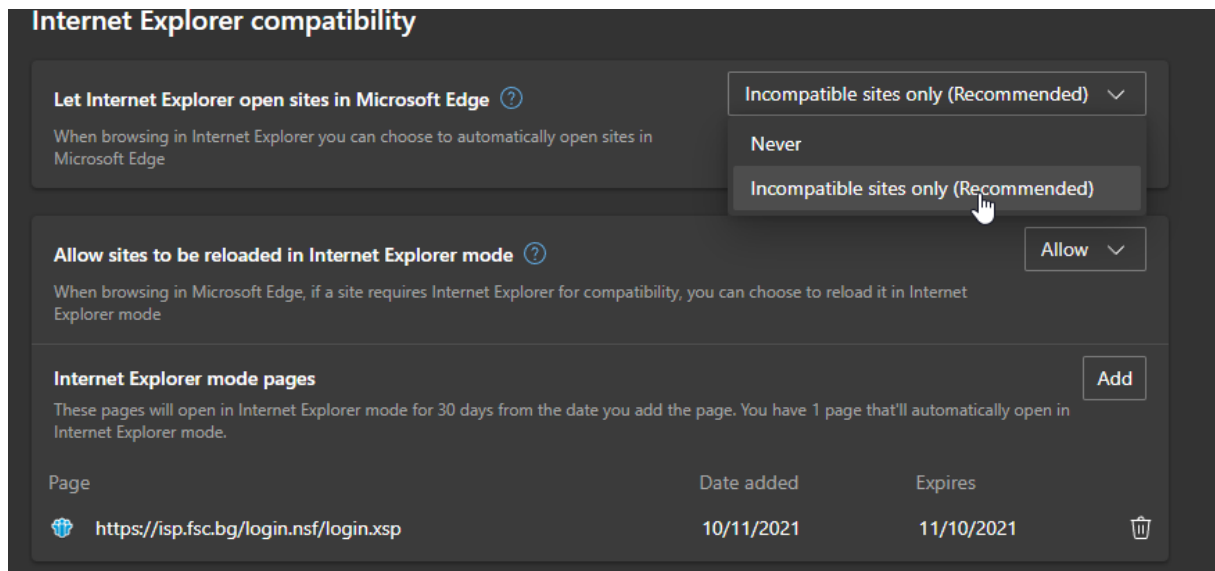 Internet Explorer compatibility
Let Internet Explorer open sites in Microsoft Edge ?
Incompatible sites only (Recommended)
When browsing in Internet Explorer you can choose to automatically open sites in
Microsoft Edge
Never
Incompatible sites only (Recommended)
Allow sites to be reloaded in Internet Explorer mode ?
Allow
When browsing in Microsoft Edge, if a site requires Internet Explorer for compatibility, you can choose to reload it in Internet
Explorer mode
Internet Explorer mode pages
Add
These pages will open in Internet Explorer mode for 30 days from the date you add the page. You have 1 page that'll automatically open in
Internet Explorer mode.
Page Date added Expires
https://isp.fsc.bg/login.nsf/login.xsp 10/11/2021 11/10/2021